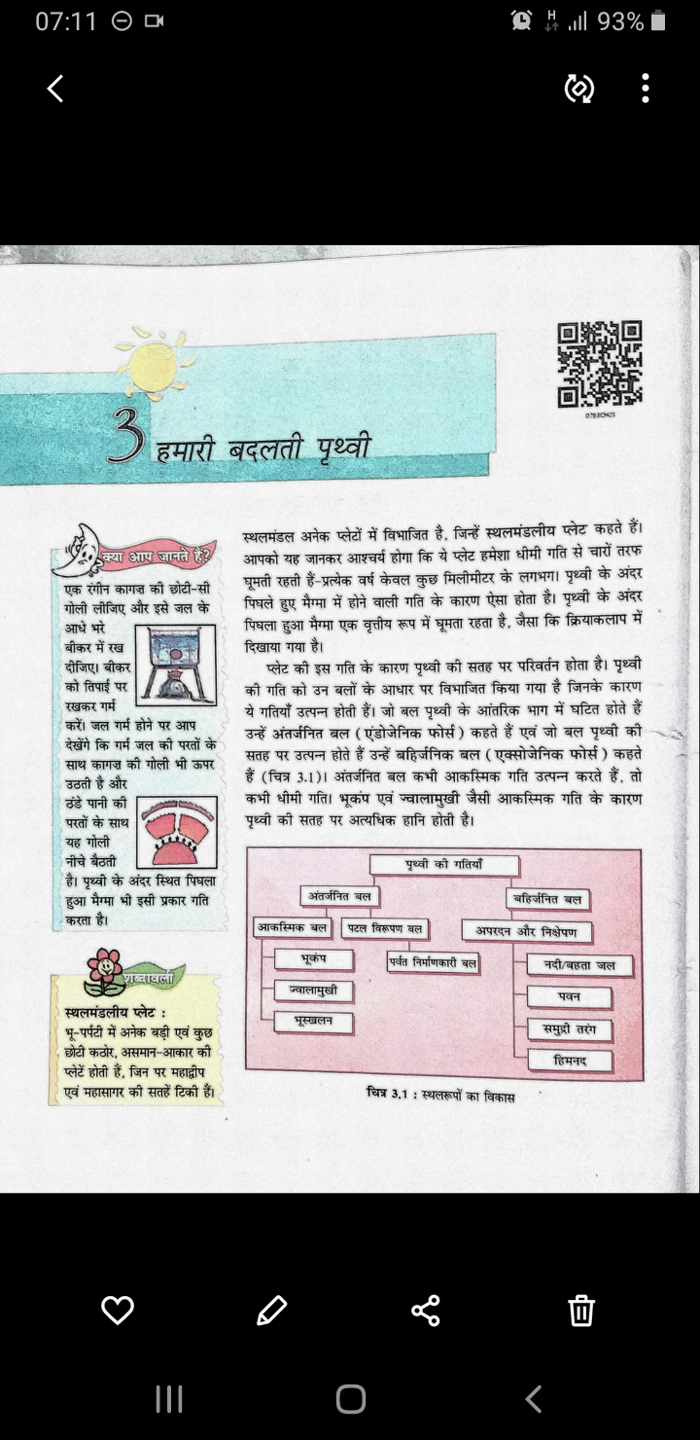 07:11
H
93%
07BXCH03
3 हमारी बदलती पृथ्वी
क्या आप जानते हैं?
एक रंगीन कागज की छोटी-सी
गोली लीजिए और इसे जल के
आधे भरे
बीकर में रख
दीजिए। बीकर
को तिपाई पर
रखकर गर्म
करें। जल गर्म होने पर आप
देखेंगे कि गर्म जल की परतों के
साथ कागज की गोली भी ऊपर
उठती है और
ठंडे पानी की
परतों के साथ
यह गोली
नीचे बैठती
है। पृथ्वी के अंदर स्थित पिघला
हुआ मैग्मा भी इसी प्रकार गति
करता है।
शब्दावली
स्थलमंडलीय प्लेट :
भू-पर्पटी में अनेक बड़ी एवं कुछ
छोटी कठोर, असमान-आकार की
प्लेटें होती हैं, जिन पर महाद्वीप
एवं महासागर की सतहें टिकी हैं।
स्थलमंडल अनेक प्लेटों में विभाजित है, जिन्हें स्थलमंडलीय प्लेट कहते हैं।
आपको यह जानकर आश्चर्य होगा कि ये प्लेट हमेशा धीमी गति से चारों तरफ
घूमती रहती हैं-प्रत्येक वर्ष केवल कुछ मिलीमीटर के लगभग। पृथ्वी के अंदर
पिघले हुए मैग्मा में होने वाली गति के कारण ऐसा होता है। पृथ्वी के अंदर
पिघला हुआ मैग्मा एक वृत्तीय रूप में घूमता रहता है, जैसा कि क्रियाकलाप में
दिखाया गया है।
प्लेट की इस गति के कारण पृथ्वी की सतह पर परिवर्तन होता है। पृथ्वी
की गति को उन बलों के आधार पर विभाजित किया गया है जिनके कारण
ये गतियाँ उत्पन्न होती हैं। जो बल पृथ्वी के आंतरिक भाग में घटित होते हैं
उन्हें अंतर्जनित बल (एंडोजेनिक फोर्स) कहते हैं एवं जो बल पृथ्वी की
सतह पर उत्पन्न होते हैं उन्हें बहिर्जनिक बल (एक्सोजेनिक फोर्स) कहते
हैं (चित्र 3.1)। अंतर्जनित बल कभी आकस्मिक गति उत्पन्न करते हैं, तो
कभी धीमी गति। भूकंप एवं ज्वालामुखी जैसी आकस्मिक गति के कारण
पृथ्वी की सतह पर अत्यधिक हानि होती है।
पृथ्वी की गतियाँ
अंतर्जनित बल
बहिर्जनिक बल
आकस्मिक बल
पटल विरूपण बल
अपरदन और निक्षेपण
भूकंप
पर्वत निर्माणकारी बल
नदी/बहता जल
ज्वालामुखी
पवन
भूस्खलन
समुद्री तरंग
हिमनद
चित्र 3.1 : स्थलरूपों का विकास